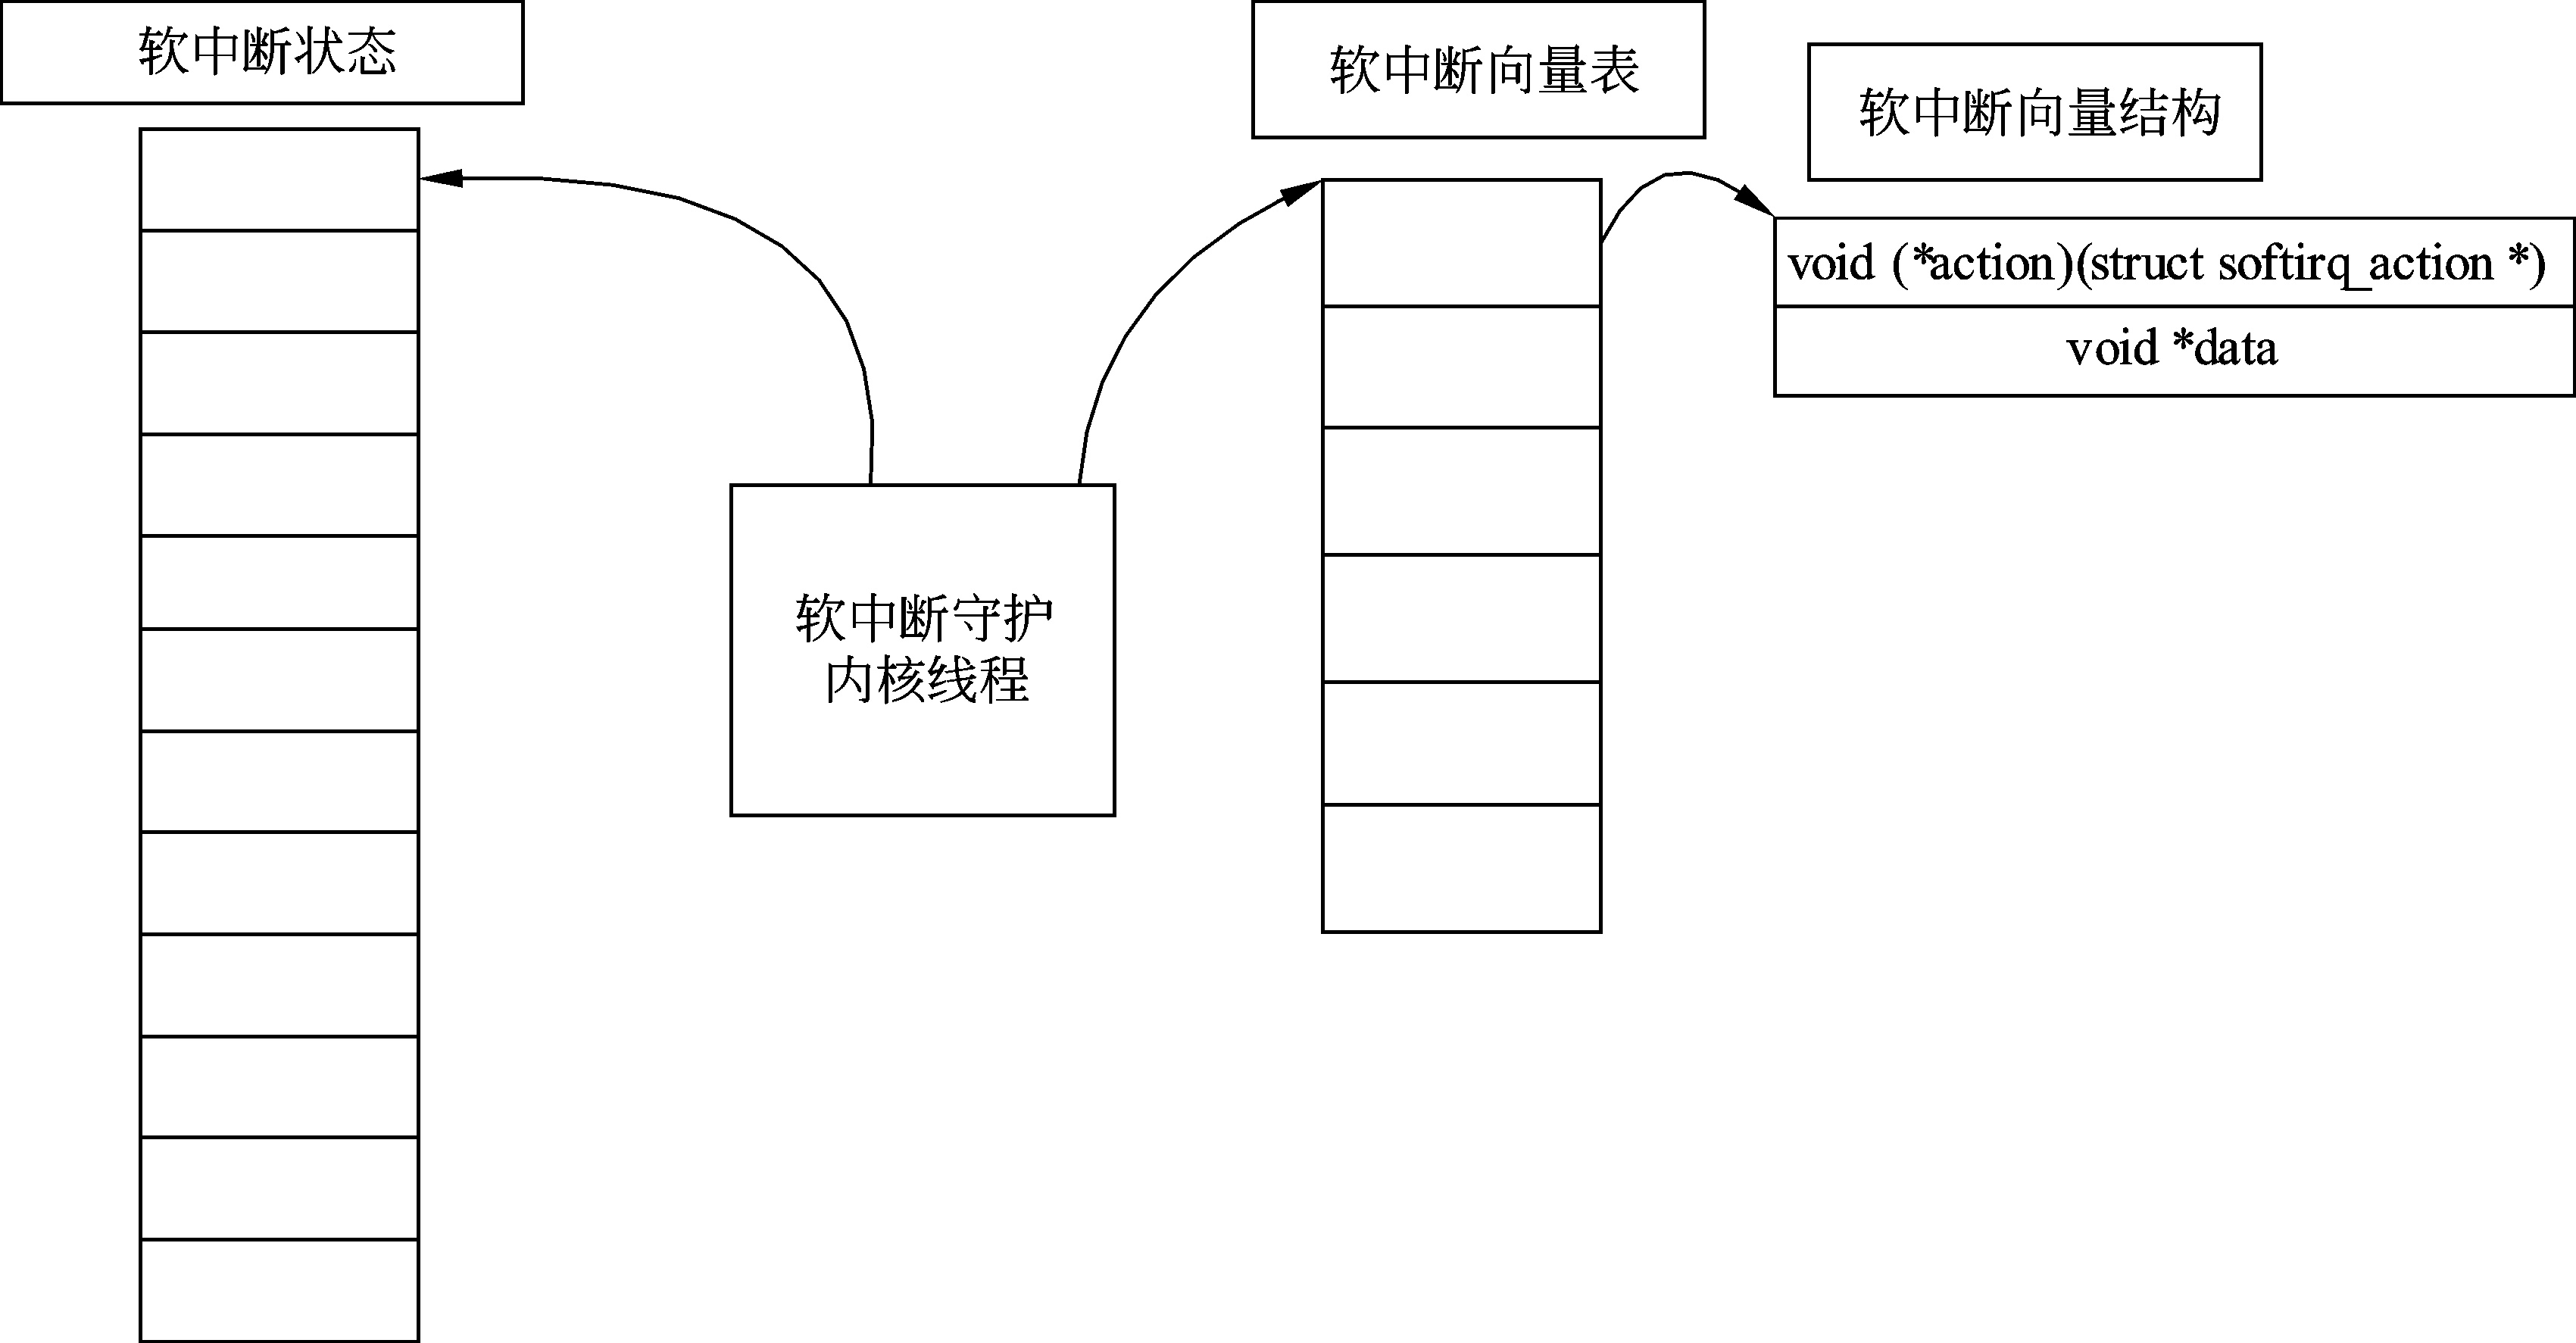 软中断状态
软中断向量表
软中断向量结构
void (*action)(struct softirq_action *)
void *data
软中断守护
内核线程